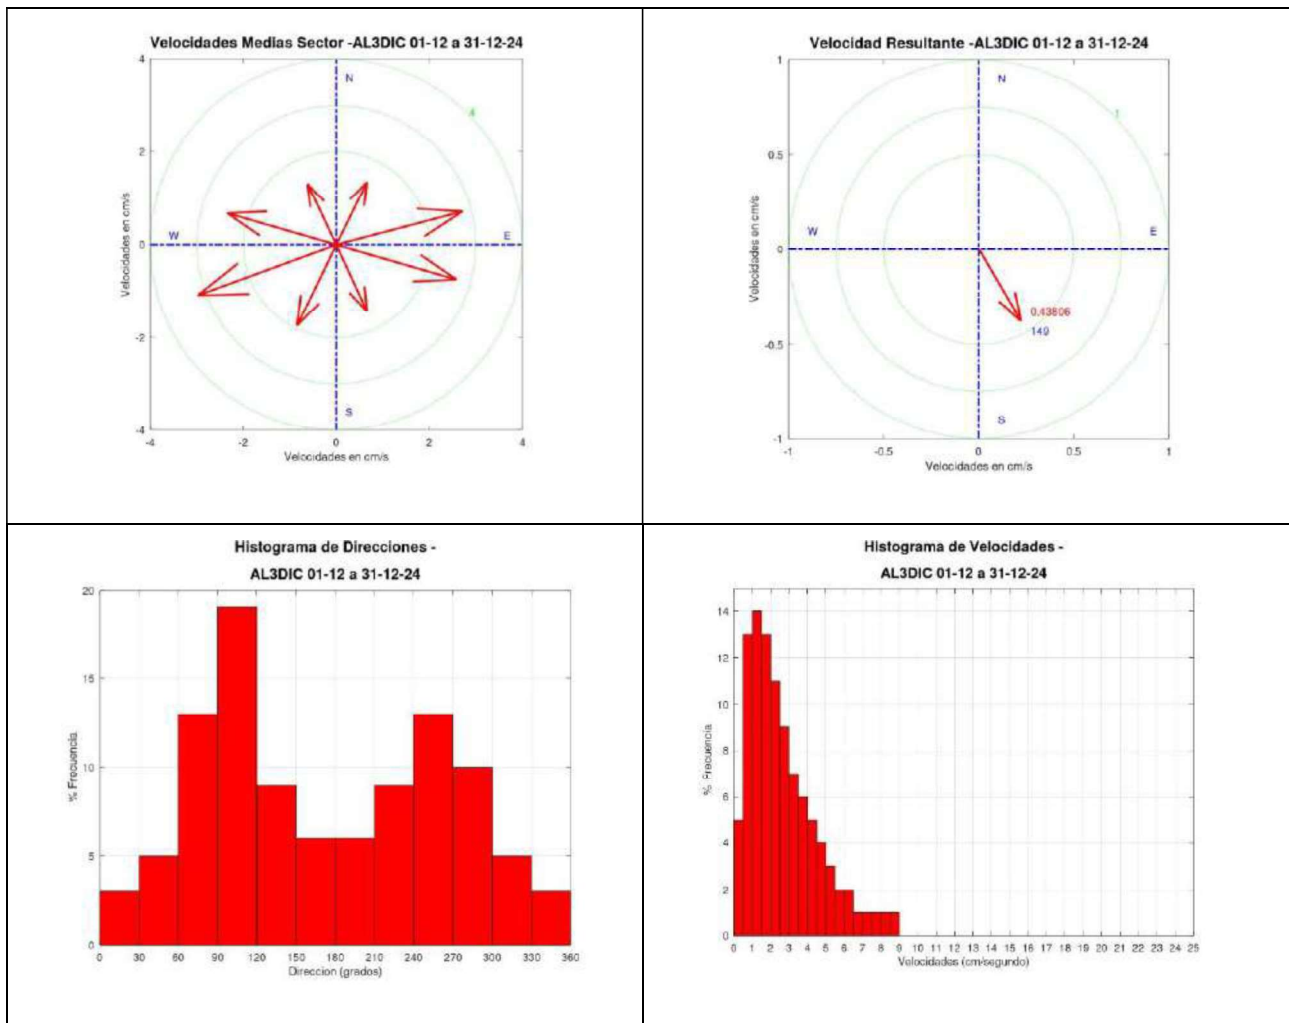 Velocidades Medias Sector -AL3DIC 01-12 a 31-12-24
4
N
4
2
Velocidades en cm/s
W
0
E
-2
S
-4
-4
-2
0
2
4
Velocidades en cm/s
Velocidad Resultante -AL3DIC 01-12 a 31-12-24
1
N
1
0.5
Velocidades en cm/s
W
0
E
0.43806
149
-0.5
S
-1
-1
-0.5
0
0.5
1
Velocidades en cm/s
Histograma de Direcciones -
AL3DIC 01-12 a 31-12-24
20
15
10
5
0
% Frecuencia
0 30 60 90 120 150 180 210 240 270 300 330 360
Direccion (grados)
Histograma de Velocidades -
AL3DIC 01-12 a 31-12-24
14
12
10
8
6
4
2
0
% Frecuencia
0 1 2 3 4 5 6 7 8 9 10 11 12 13 14 15 16 17 18 19 20 21 22 23 24 25
Velocidades (cm/segundo)